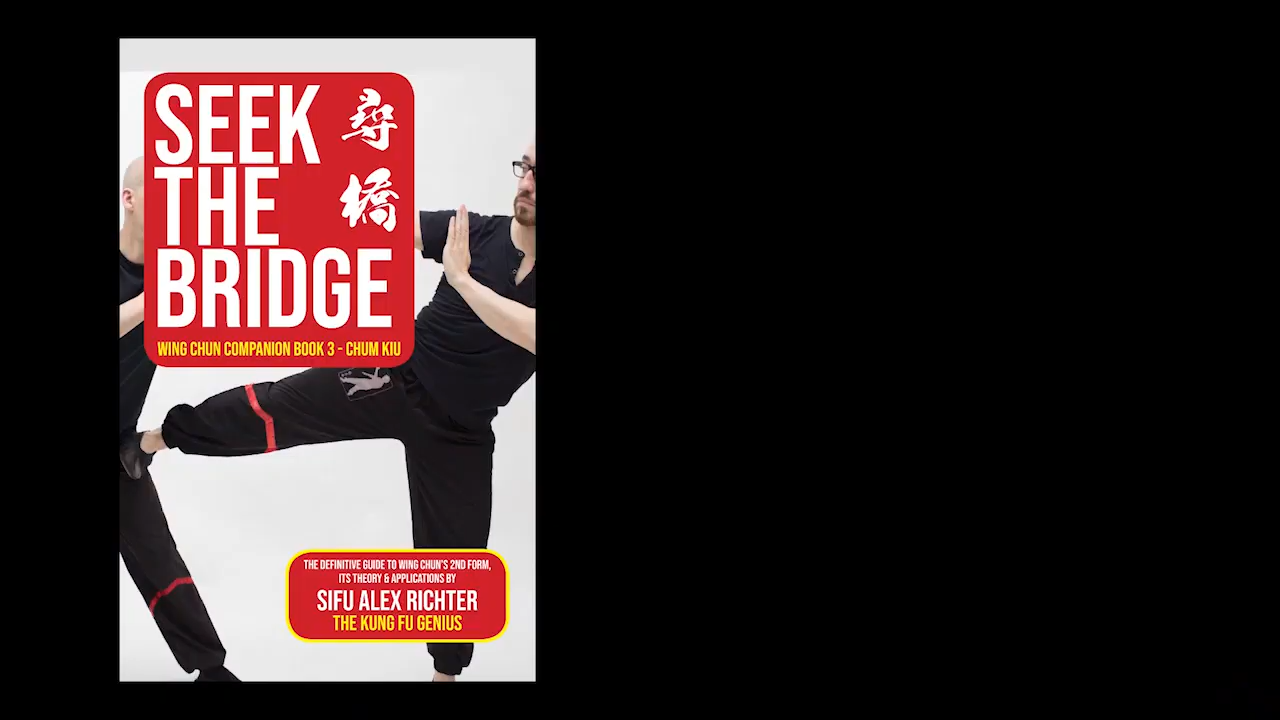 SEEK
THE
BRIDGE
尋
橋
WING CHUN COMPANION BOOK 3 - CHUM KIU
THE DEFINITIVE GUIDE TO WING CHUN'S 2ND FORM,
ITS THEORY & APPLICATIONS BY
SIFU ALEX RICHTER
THE KUNG FU GENIUS